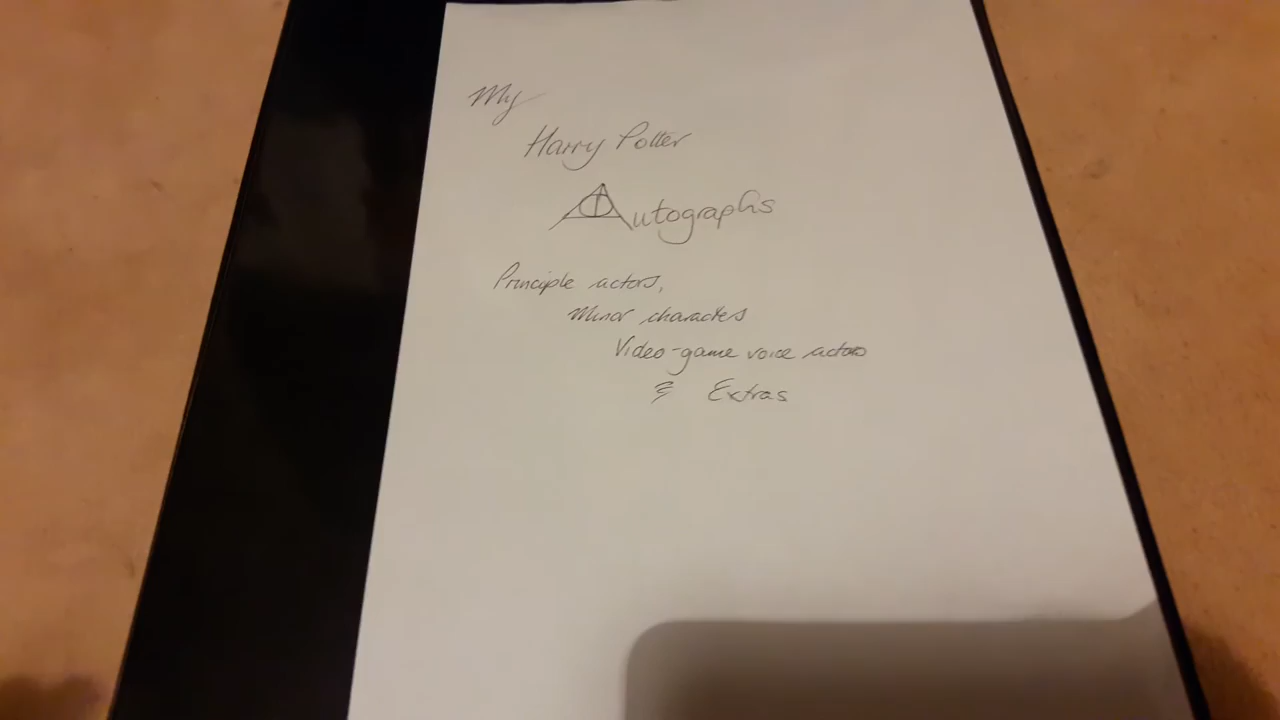 My
Harry Potter
Autographs
Principle actors,
Minor characters
Video-game voice actors
& Extras